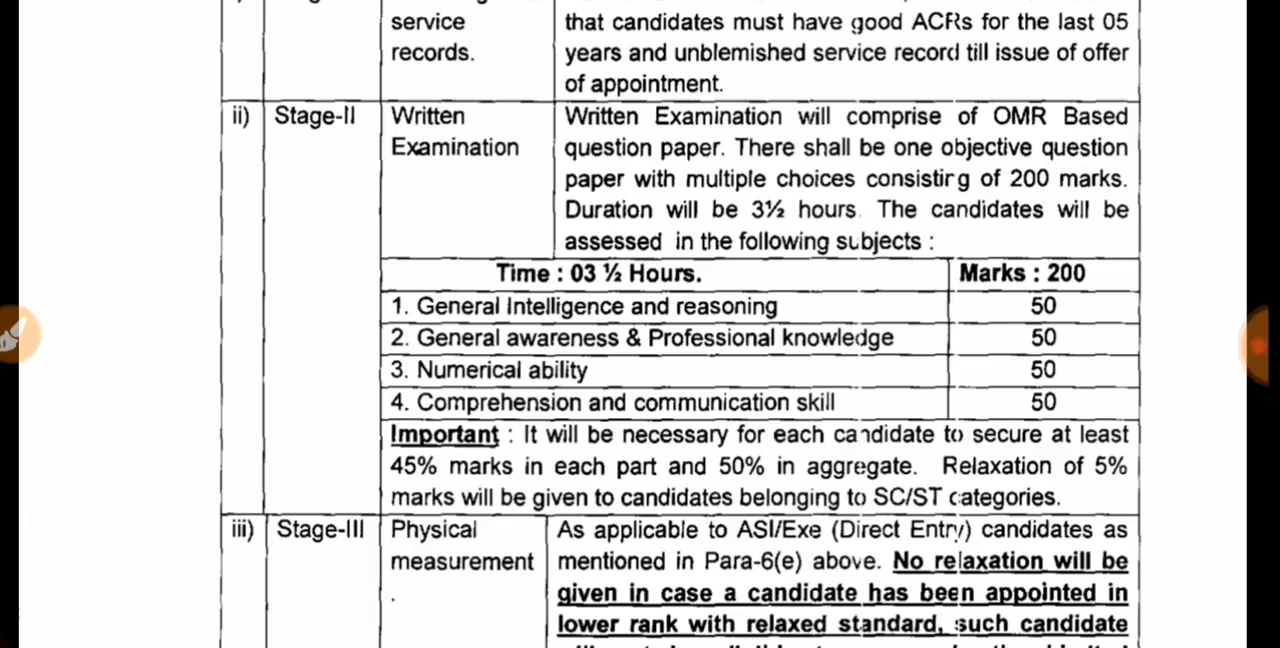 service
records.
that candidates must have good ACRs for the last 05
years and unblemished service record till issue of offer
of appointment.
ii) Stage-II Written
Examination
Written Examination will comprise of OMR Based
question paper. There shall be one objective question
paper with multiple choices consisting of 200 marks.
Duration will be 3½ hours. The candidates will be
assessed in the following subjects :
Time : 03 ½ Hours. Marks : 200
1. General Intelligence and reasoning 50
2. General awareness & Professional knowledge 50
3. Numerical ability 50
4. Comprehension and communication skill 50
Important : It will be necessary for each candidate to secure at least
45% marks in each part and 50% in aggregate. Relaxation of 5%
marks will be given to candidates belonging to SC/ST categories.
iii) Stage-III Physical
measurement
.
As applicable to ASI/Exe (Direct Entry) candidates as
mentioned in Para-6(e) above. No relaxation will be
given in case a candidate has been appointed in
lower rank with relaxed standard, such candidate